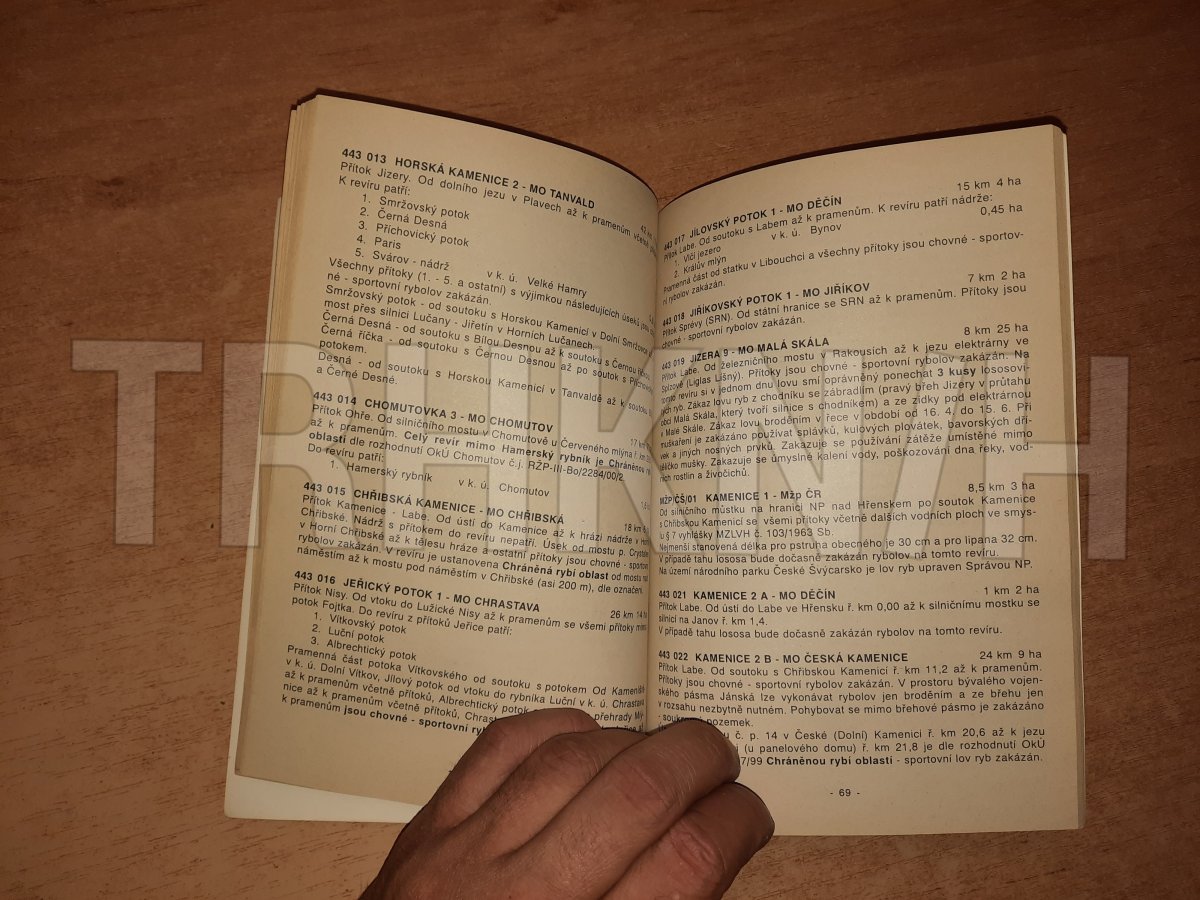 443 013 HORSKÁ KAMENICE 2 - MO TANVALD
Přítok Jizery. Od dolního jezu v Plavech až k pramenům včetně
K revíru patří:
1. Smržovský potok
2. Černá Desná
3. Příchovický potok
4. Paris
5. Svárov - nádrž v k. ú. Velké Hamry
Všechny přítoky (1. - 5. a ostatní) s výjimkou následujících úseků jsou
né - sportovní rybolov zakázán.
Smržovský potok - od soutoku s Horskou Kamenicí v Dolní Smržovce
most přes silnici Lučany - Jiřetín v Horních Lučanech.
Černá Desná - od soutoku s Bílou Desnou až k soutoku s Černou
Černá říčka - od soutoku s Černou Desnou až po soutok s
potokem.
Desná - od soutoku s Horskou Kamenicí v Tanvaldě až k soutoku
a Černé Desné.
443 014 CHOMUTOVKA 3 - MO CHOMUTOV 17 km
Přítok Ohře. Od silničního mostu v Chomutově u Červeného mlýna ř. km
až k pramenům. Celý revír mimo Hamerský rybník je Chráněnou
oblastí dle rozhodnutí OkÚ Chomutov č.j. RŽP-III-Bo/2284/00/2.
Do revíru patří:
1. Hamerský rybník v k. ú. Chomutov
443 015 CHŘIBSKÁ KAMENICE - MO CHŘIBSKÁ 18 km
Přítok Kamenice - Labe. Od ústí do Kamenice až k hrázi nádrže v Horní
Chřibské. Nádrž s přítokem do revíru nepatří. Úsek od mostu p. Crystalex
v Horní Chřibské až k tělesu hráze a ostatní přítoky jsou chovné - sportovní
rybolov zakázán. V revíru je ustanovena Chráněná rybí oblast od mostu nad
náměstím až k mostu pod náměstím v Chřibské (asi 200 m), dle označení.
443 016 JEŘICKÝ POTOK 1 - MO CHRASTAVA 26 km 14
Přítok Nisy. Od vtoku do Lužické Nisy až k pramenům se všemi přítoky mimo
potok Fojtka. Do revíru z přítoků Jeřice patří:
1. Vítkovský potok
2. Luční potok
3. Albrechtický potok
Pramenná část potoka Vítkovského od soutoku s potokem Od Kameniště
v k. ú. Dolní Vítkov, Jílový potok od vtoku do rybníka Luční v k. ú. Chrastava
až k pramenům včetně přítoků, Albrechtický potok přehrady Mlý-
nice až k pramenům včetně přítoků,
k pramenům jsou chovné - sportovní
443 017 JÍLOVSKÝ POTOK 1 - MO DĚČÍN 15 km 4 ha
Přítok Labe. Od soutoku s Labem až k pramenům. K revíru patří nádrže:
1. Vlčí jezero
2. Králův mlýn v k. ú. Bynov 0,45 ha
Pramenná část od statku v Libouchci a všechny přítoky jsou chovné - sportov-
ní rybolov zakázán.
443 018 JIŘÍKOVSKÝ POTOK 1 - MO JIŘÍKOV 7 km 2 ha
Přítok Sprévy (SRN). Od státní hranice se SRN až k pramenům. Přítoky jsou
chovné - sportovní rybolov zakázán.
443 019 JIZERA 9 - MO MALÁ SKÁLA 8 km 25 ha
Přítok Labe. Od železničního mostu v Rakousích až k jezu elektrárny ve
Spízově (Liglas Lišný). Přítoky jsou chovné - sportovní rybolov zakázán. Na
tomto revíru si v jednom dnu lovu smí oprávněný ponechat 3 kusy lososovi-
tých ryb. Zákaz lovu ryb z chodníku se zábradlím (pravý břeh Jizery v průtahu
obcí Malá Skála, který tvoří silnice s chodníkem) a ze zídky pod elektrárnou
v Malé Skále. Zákaz lovu broděním v řece v období od 16. 4. do 15. 6. Při
muškaření je zakázáno používat splávků, kulových plovátek, bavorských dří-
vek a jiných nosných prvků. Zakazuje se používání zátěže umístěné mimo
tělíčko mušky. Zakazuje se úmyslné kalení vody, poškozování dna řeky, vod-
ních rostlin a živočichů.
MŽP/ČŠ/01 KAMENICE 1 - Mžp ČR 8,5 km 3 ha
Od silničního můstku na hranici NP nad Hřenskem po soutok Kamenice
s Chřibskou Kamenicí se všemi přítoky včetně dalších vodních ploch ve smys-
lu § 7 vyhlášky MZLVH č. 103/1963 Sb.
Nejmenší stanovená délka pro pstruha obecného je 30 cm a pro lipana 32 cm.
V případě tahu lososa bude dočasně zakázán rybolov na tomto revíru.
Na území národního parku České Švýcarsko je lov ryb upraven Správou NP.
443 021 KAMENICE 2 A - MO DĚČÍN 1 km 2 ha
Přítok Labe. Od ústí do Labe ve Hřensku ř. km 0,00 až k silničnímu mostku se
silnicí na Janov ř. km 1,4.
V případě tahu lososa bude dočasně zakázán rybolov na tomto revíru.
443 022 KAMENICE 2 B - MO ČESKÁ KAMENICE 24 km 9 ha
Přítok Labe. Od soutoku s Chřibskou Kamenicí ř. km 11,2 až k pramenům.
Přítoky jsou chovné - sportovní rybolov zakázán. V prostoru bývalého vojen-
ského pásma Jánská lze vykonávat rybolov jen broděním a ze břehu jen
v rozsahu nezbytně nutném. Pohybovat se mimo břehové pásmo je zakázáno
- soukromý pozemek.
č. p. 14 v České (Dolní) Kamenici ř. km 20,6 až k jezu
(u panelového domu) ř. km 21,8 je dle rozhodnutí OkÚ
7/99 Chráněnou rybí oblastí - sportovní lov ryb zakázán.
- 69 -
TRHKNIH